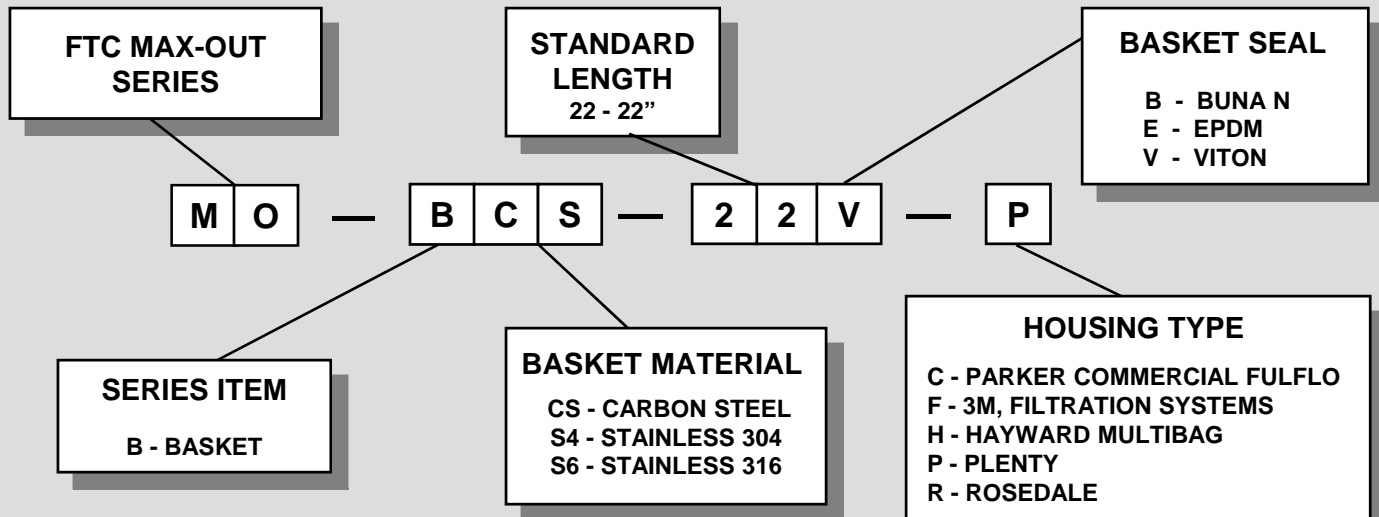 FTC MAX-OUT
SERIES
STANDARD
LENGTH
22 - 22”
BASKET SEAL
B - BUNA N
E - EPDM
V - VITON
M O — B C S — 2 2 V — P
SERIES ITEM
B - BASKET
BASKET MATERIAL
CS - CARBON STEEL
S4 - STAINLESS 304
S6 - STAINLESS 316
HOUSING TYPE
C - PARKER COMMERCIAL FULFLO
F - 3M, FILTRATION SYSTEMS
H - HAYWARD MULTIBAG
P - PLENTY
R - ROSEDALE